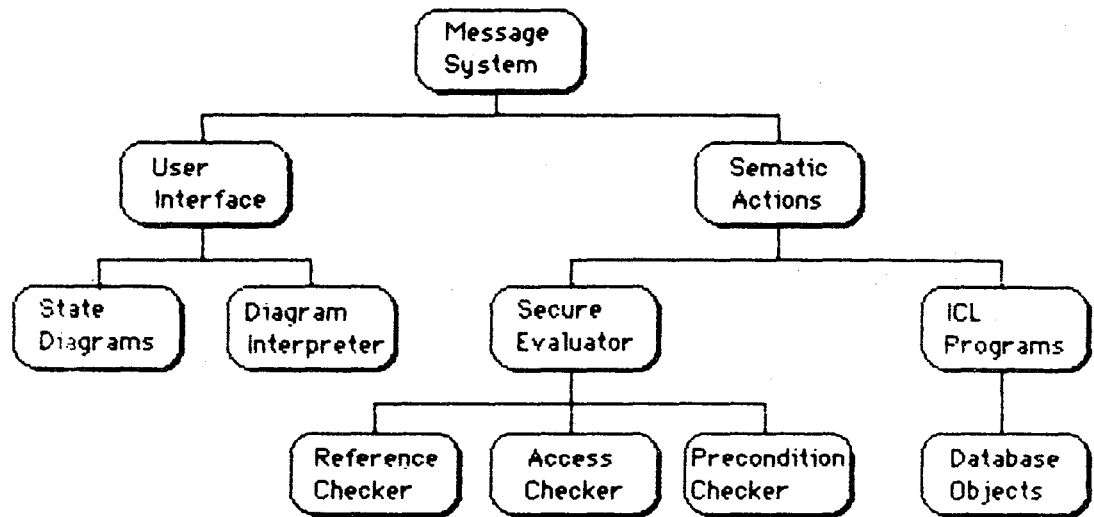 Message
System
User
Interface
Sematic
Actions
State
Diagrams
Diagram
Interpreter
Secure
Evaluator
ICL
Programs
Reference
Checker
Access
Checker
Precondition
Checker
Database
Objects